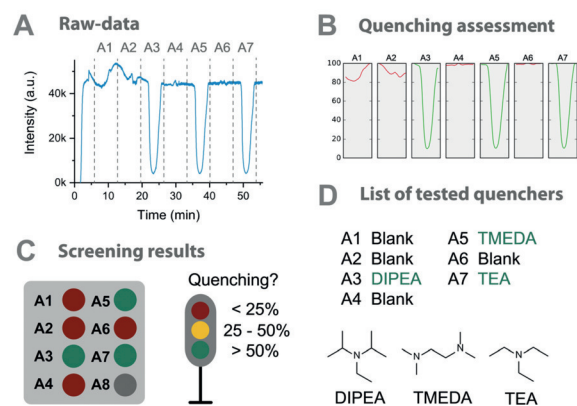 A Raw-data
A1 A2 A3 A4 A5 A6 A7
Intensity (a.u.)
40k
0k
0 10 20 30 40 50
Time (min)
B Quenching assessment
A1 A2 A3 A4 A5 A6 A7
100
80
60
40
20
0
C Screening results
A1 A5
A2 A6
A3 A7
A4 A8
Quenching?
< 25%
25 - 50%
> 50%
D List of tested quenchers
A1 Blank
A2 Blank
A3 DIPEA
A4 Blank
A5 TMEDA
A6 Blank
A7 TEA
N
DIPEA
N
N
TMEDA
N
TEA